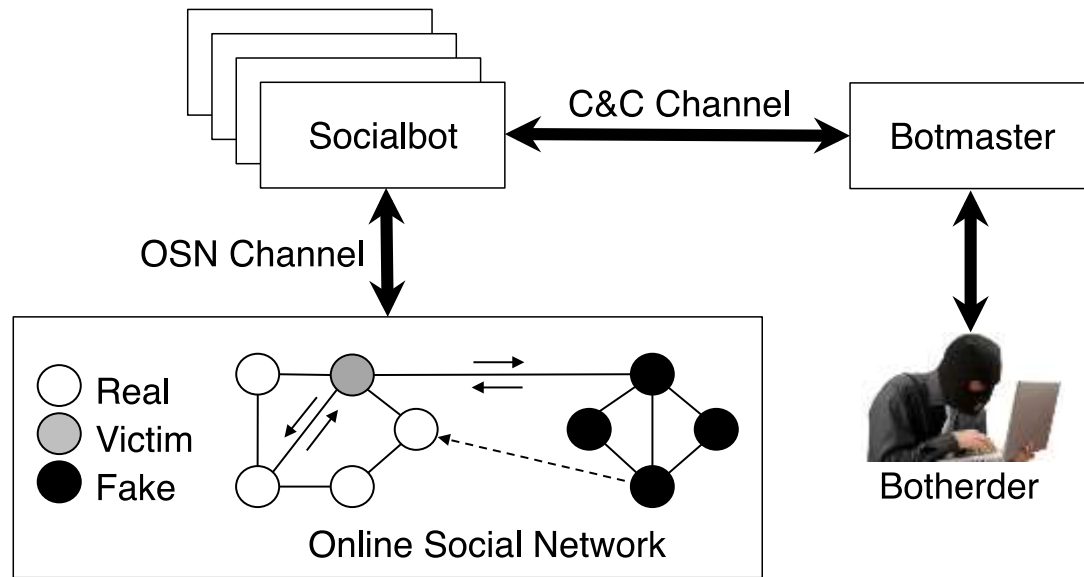 C&C Channel
Socialbot
Botmaster
OSN Channel
Real
Victim
Fake
Online Social Network
Botherder